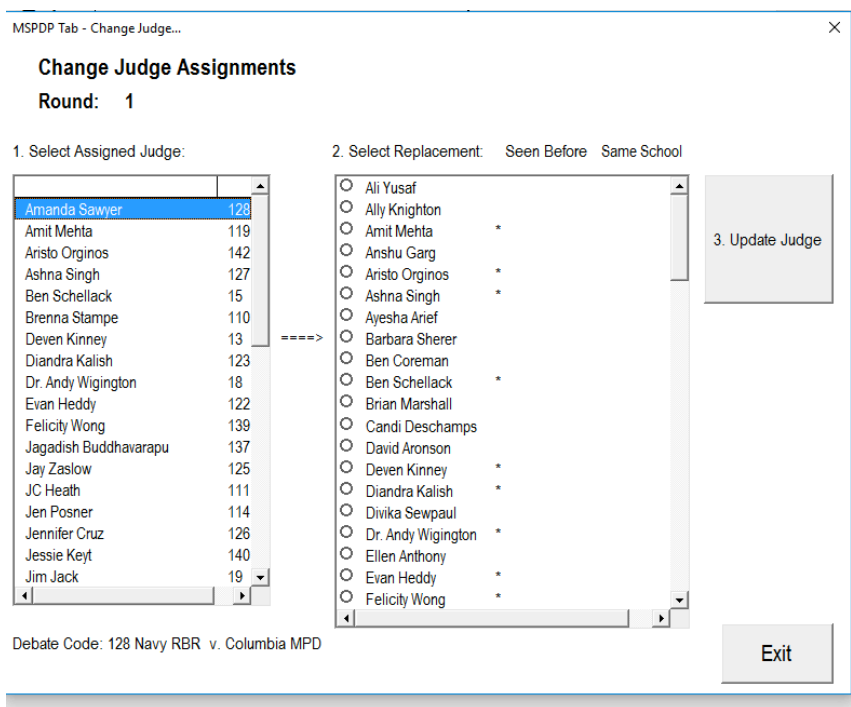 MSPDP Tab - Change Judge...
Change Judge Assignments
Round: 1
1. Select Assigned Judge:
2. Select Replacement: Seen Before Same School
Amanda Sawyer 128
Amit Mehta 119
Aristo Orginos 142
Ashna Singh 127
Ben Schellack 15
Brenna Stampe 110
Deven Kinney 13
Diandra Kalish 123
Dr. Andy Wigington 18
Evan Heddy 122
Felicity Wong 139
Jagadish Buddhavarapu 137
Jay Zaslow 125
JC Heath 111
Jen Posner 114
Jennifer Cruz 126
Jessie Keyt 140
Jim Jack 19
====>
Ali Yusaf
Ally Knighton
Amit Mehta *
Anshu Garg
Aristo Orginos *
Ashna Singh *
Ayesha Arief
Barbara Sherer
Ben Coreman
Ben Schellack *
Brian Marshall
Candi Deschamps
David Aronson
Deven Kinney *
Diandra Kalish *
Divika Sewpaul
Dr. Andy Wigington *
Ellen Anthony
Evan Heddy *
Felicity Wong *
3. Update Judge
Debate Code: 128 Navy RBR v. Columbia MPD
Exit